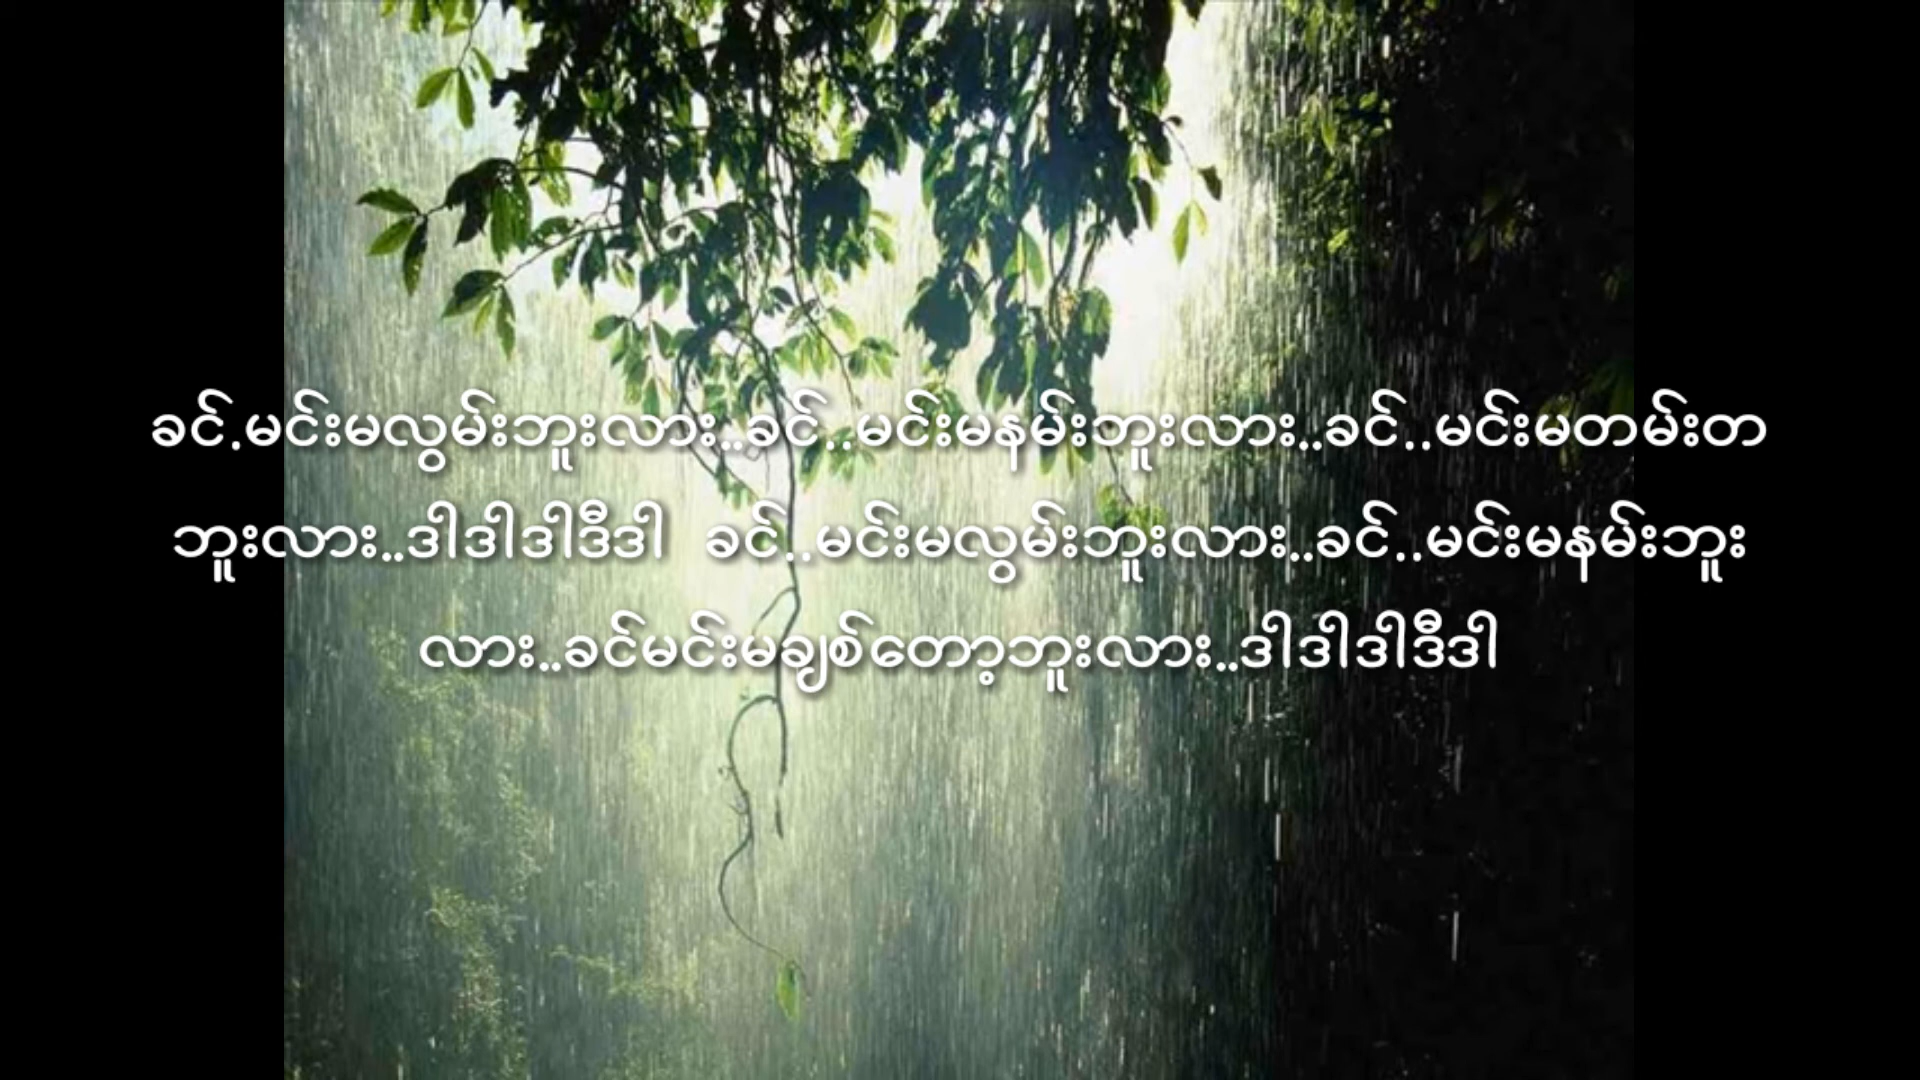 ခင်.မင်းမလွမ်းဘူးလား..ခင်..မင်းမနမ်းဘူးလား..ခင်..မင်းမတမ်းတ
ဘူးလား..ဒါဒါဒါဒီဒါ ခင်..မင်းမလွမ်းဘူးလား..ခင်..မင်းမနမ်းဘူး
လား..ခင်မင်းမချစ်တော့ဘူးလား..ဒါဒါဒါဒီဒါ